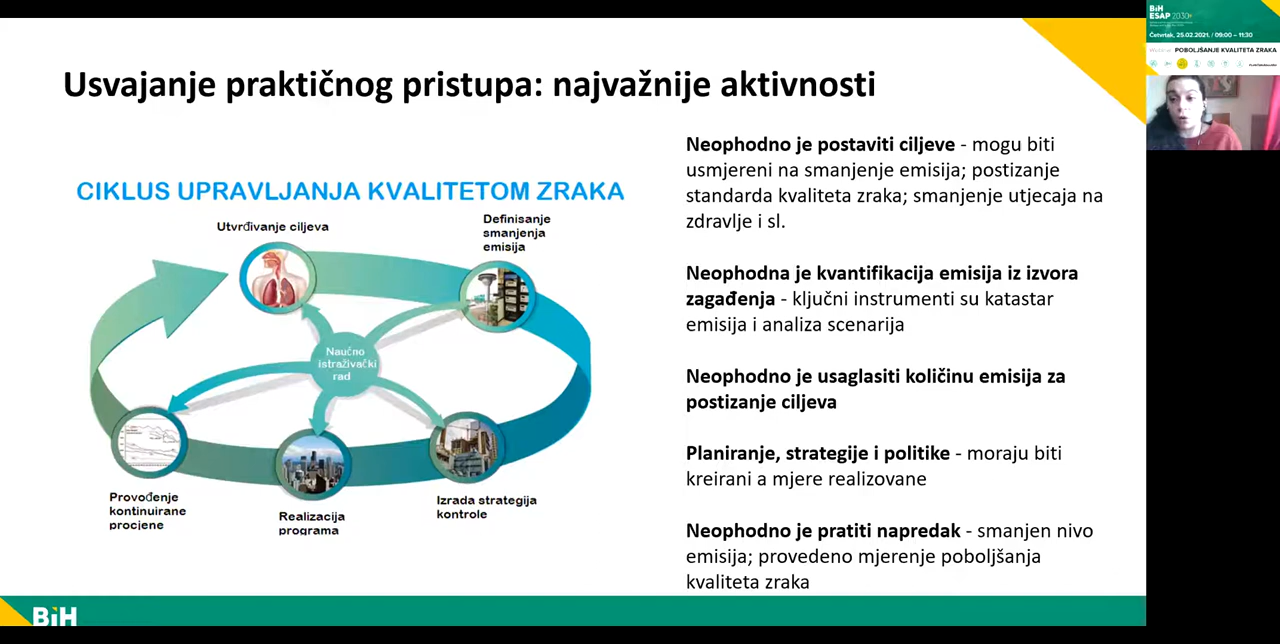 Usvajanje praktičnog pristupa: najvažnije aktivnosti
CIKLUS UPRAVLJANJA KVALITETOM ZRAKA
Utvrđivanje ciljeva
Definisanje
smanjenja
emisija
Naučno
istraživački
rad
Provođenje
kontinuirane
procjene
Realizacija
programa
Izrada strategija
kontrole
Neophodno je postaviti ciljeve - mogu biti
usmjereni na smanjenje emisija; postizanje
standarda kvaliteta zraka; smanjenje utjecaja na
zdravlje i sl.
Neophodna je kvantifikacija emisija iz izvora
zagađenja - ključni instrumenti su katastar
emisija i analiza scenarija
Neophodno je usaglasiti količinu emisija za
postizanje ciljeva
Planiranje, strategije i politike - moraju biti
kreirani a mjere realizovane
Neophodno je pratiti napredak - smanjen nivo
emisija; provedeno mjerenje poboljšanja
kvaliteta zraka
BiH
BiH
ESAP 2030+
Četvrtak, 25.02.2021. / 09:00 – 11:30
Webinar: POBOLJŠANJE KVALITETA ZRAKA